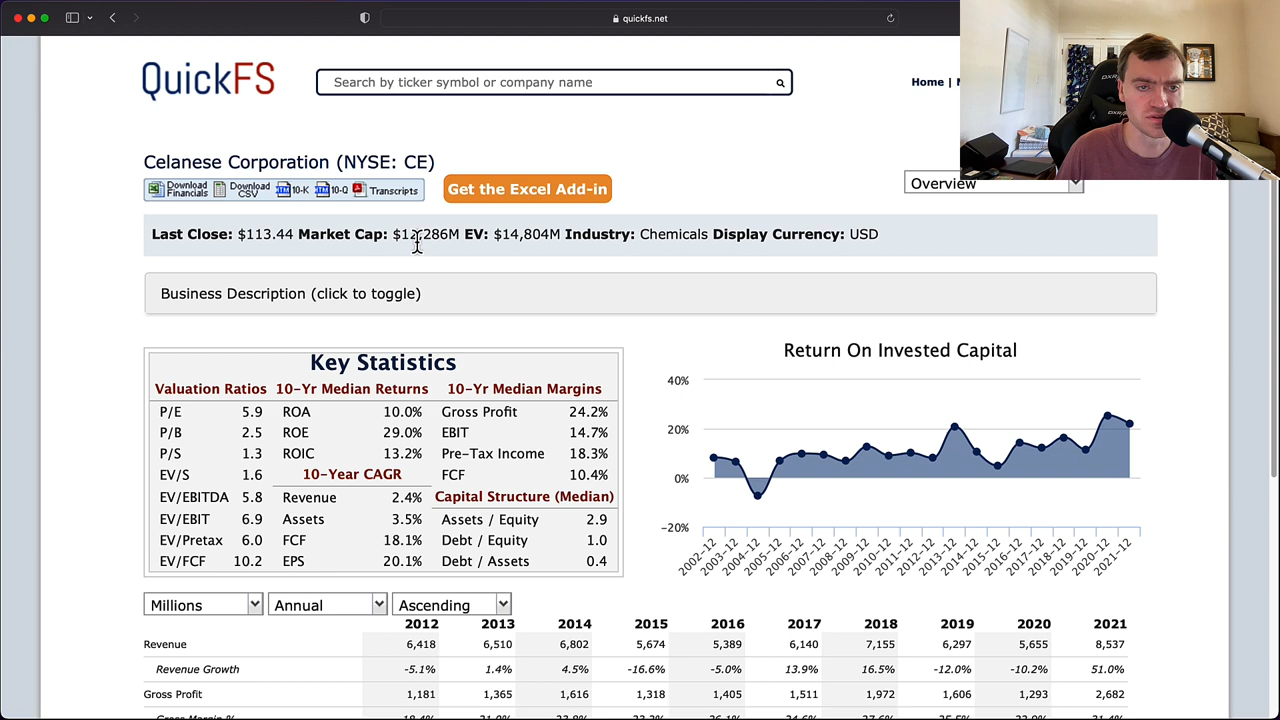 quickfs.net
QuickFS
Search by ticker symbol or company name
Home |
Celanese Corporation (NYSE: CE)
Download Financials
Download CSV
10-K
10-Q
Transcripts
Get the Excel Add-in
Overview
Last Close: $113.44 Market Cap: EV: $14,804M Industry: Chemicals Display Currency: USD
Business Description (click to toggle)
Key Statistics
Valuation Ratios 10-Yr Median Returns 10-Yr Median Margins
P/E 5.9 ROA 10.0% Gross Profit 24.2%
P/B 2.5 ROE 29.0% EBIT 14.7%
P/S 1.3 ROIC 13.2% Pre-Tax Income 18.3%
EV/S 1.6 10-Year CAGR FCF 10.4%
EV/EBITDA 5.8 Revenue 2.4% Capital Structure (Median)
EV/EBIT 6.9 Assets 3.5% Assets / Equity 2.9
EV/Pretax 6.0 FCF 18.1% Debt / Equity 1.0
EV/FCF 10.2 EPS 20.1% Debt / Assets 0.4
Return On Invested Capital
40%
20%
0%
-20%
2002-12 2003-12 2004-12 2005-12 2006-12 2007-12 2008-12 2009-12 2010-12 2011-12 2012-12 2013-12 2014-12 2015-12 2016-12 2017-12 2018-12 2019-12 2020-12 2021-12
Millions Annual Ascending
2012 2013 2014 2015 2016 2017 2018 2019 2020 2021
Revenue 6,418 6,510 6,802 5,674 5,389 6,140 7,155 6,297 5,655 8,537
Revenue Growth -5.1% 1.4% 4.5% -16.6% -5.0% 13.9% 16.5% -12.0% -10.2% 51.0%
Gross Profit 1,181 1,365 1,616 1,318 1,405 1,511 1,972 1,606 1,293 2,682
Gross Margin %